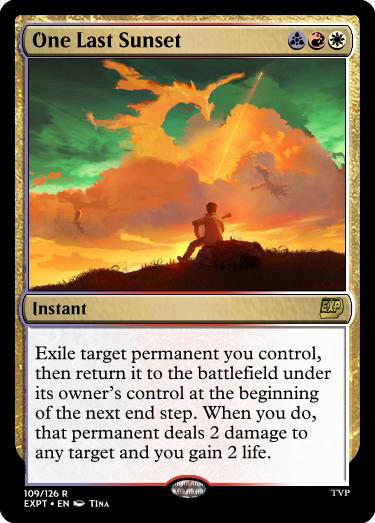 One Last Sunset
Instant
EXP
Exile target permanent you control,
then return it to the battlefield under
its owner's control at the beginning
of the next end step. When you do,
that permanent deals 2 damage to
any target and you gain 2 life.
109/126 R
EXPT • EN Tina
TVP